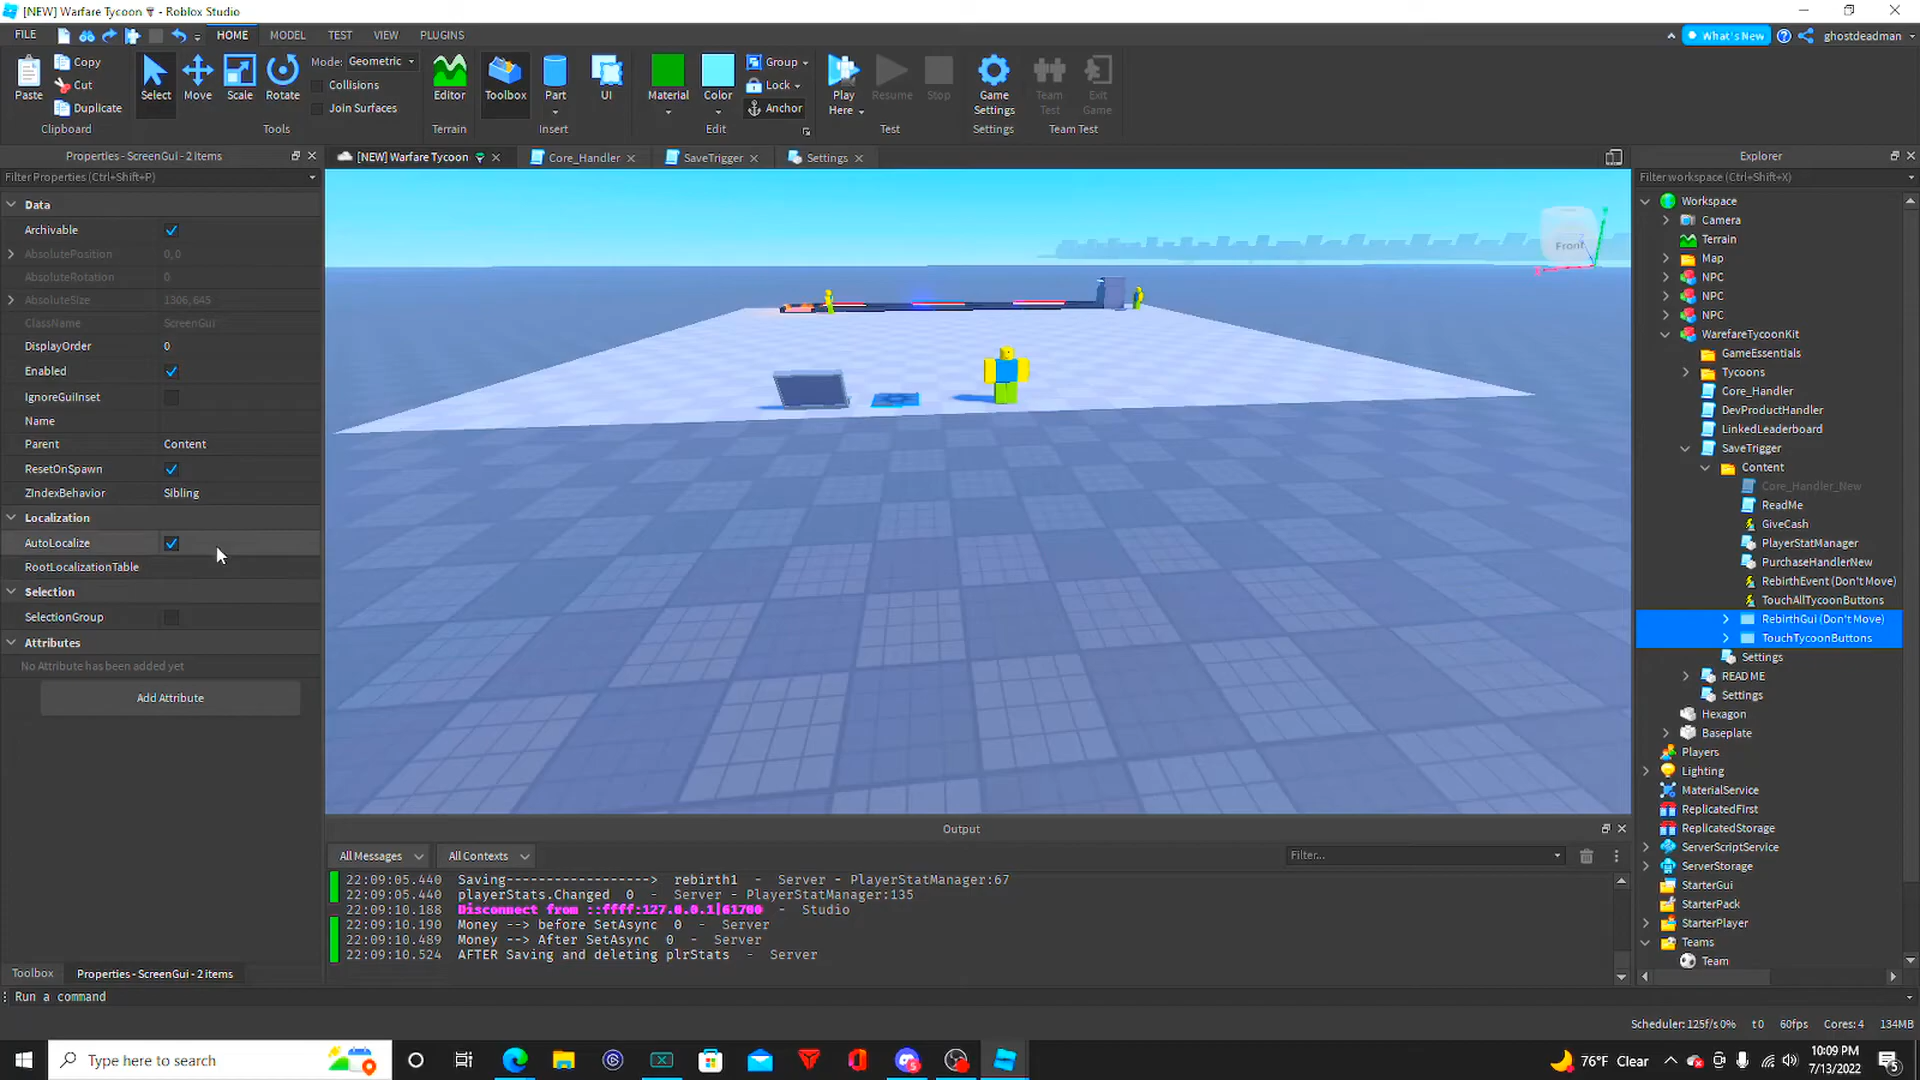 [NEW] Warfare Tycoon - Roblox Studio
FILE HOME MODEL TEST VIEW PLUGINS What's New ghostdeadman
Paste Copy Cut Duplicate Clipboard
Select Move Scale Rotate Mode: Geometric Collisions Join Surfaces Tools
Editor Terrain
Toolbox Part UI Insert
Material Color Group Lock Anchor Edit
Play Here Resume Stop Test
Game Settings Settings
Team Test Exit Game Team Test
Properties - ScreenGui - 2 Items
Filter Properties (Ctrl+Shift+P)
Data
Archivable
AbsolutePosition 0, 0
AbsoluteRotation 0
AbsoluteSize 1306, 645
ClassName ScreenGui
DisplayOrder 0
Enabled
IgnoreGuiInset
Name
Parent Content
ResetOnSpawn
ZIndexBehavior Sibling
Localization
AutoLocalize
RootLocalizationTable
Selection
SelectionGroup
Attributes
No Attribute has been added yet
Add Attribute
Toolbox Properties - ScreenGui - 2 items
[NEW] Warfare Tycoon Core_Handler SaveTrigger Settings
Front
Output
All Messages All Contexts Filter...
22:09:05.440 Saving------------------> rebirth1 - Server - PlayerStatManager:67
22:09:05.440 playerStats.Changed 0 - Server - PlayerStatManager:135
22:09:10.188 Disconnect from ::ffff:127.0.0.1|61780 - Studio
22:09:10.190 Money --> before SetAsync 0 - Server
22:09:10.489 Money --> After SetAsync 0 - Server
22:09:10.524 AFTER Saving and deleting plrStats - Server
Explorer
Filter workspace (Ctrl+Shift+X)
Workspace
Camera
Terrain
Map
NPC
NPC
NPC
WarefareTycoonKit
GameEssentials
Tycoons
Core_Handler
DevProductHandler
LinkedLeaderboard
SaveTrigger
Content
Core_Handler_New
ReadMe
GiveCash
PlayerStatManager
PurchaseHandlerNew
RebirthEvent (Don't Move)
TouchAllTycoonButtons
RebirthGui (Don't Move)
TouchTycoonButtons
Settings
READ ME
Settings
Hexagon
Baseplate
Players
Lighting
MaterialService
ReplicatedFirst
ReplicatedStorage
ServerScriptService
ServerStorage
StarterGui
StarterPack
StarterPlayer
Teams
Team
Run a command
Scheduler: 125f/s 0% t 0 60fps Cores: 4 134MB
Type here to search
76°F Clear
10:09 PM
7/13/2022
5